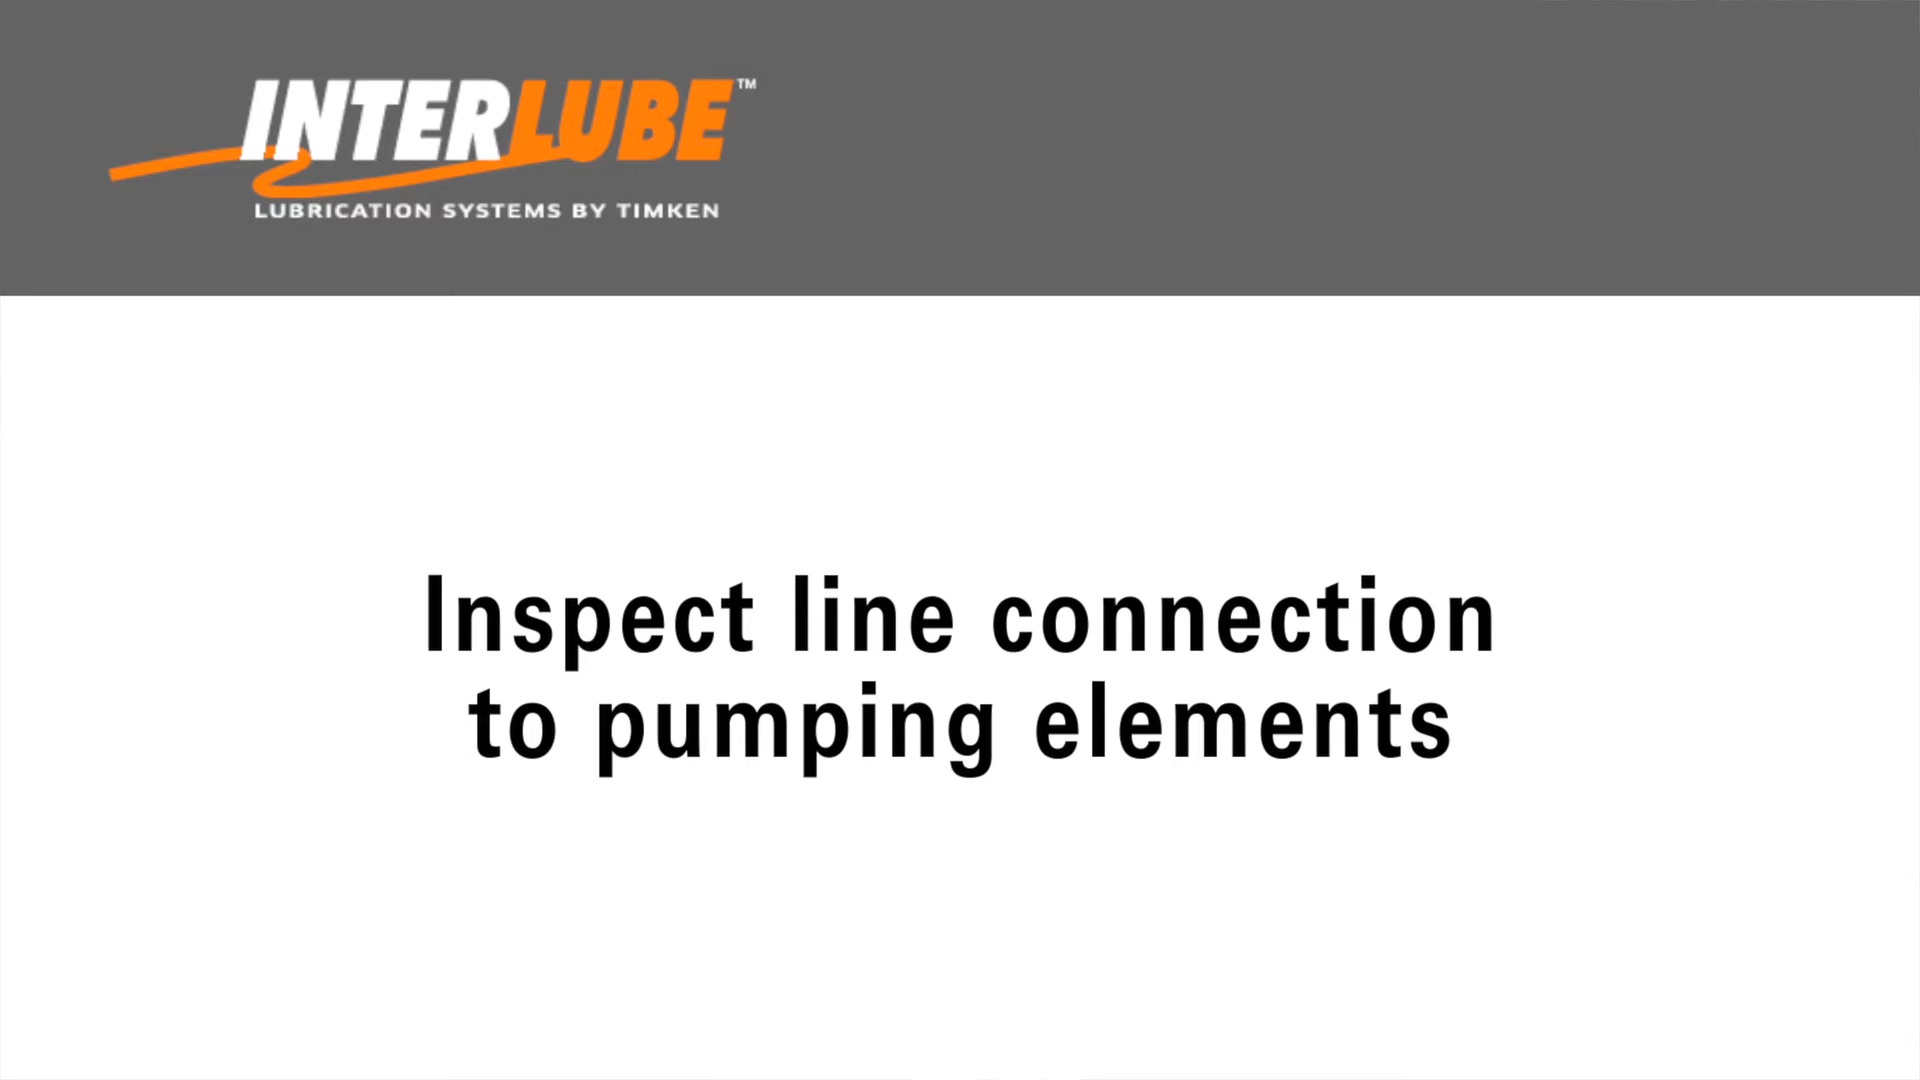 INTERLUBE™
LUBRICATION SYSTEMS BY TIMKEN
Inspect line connection
to pumping elements